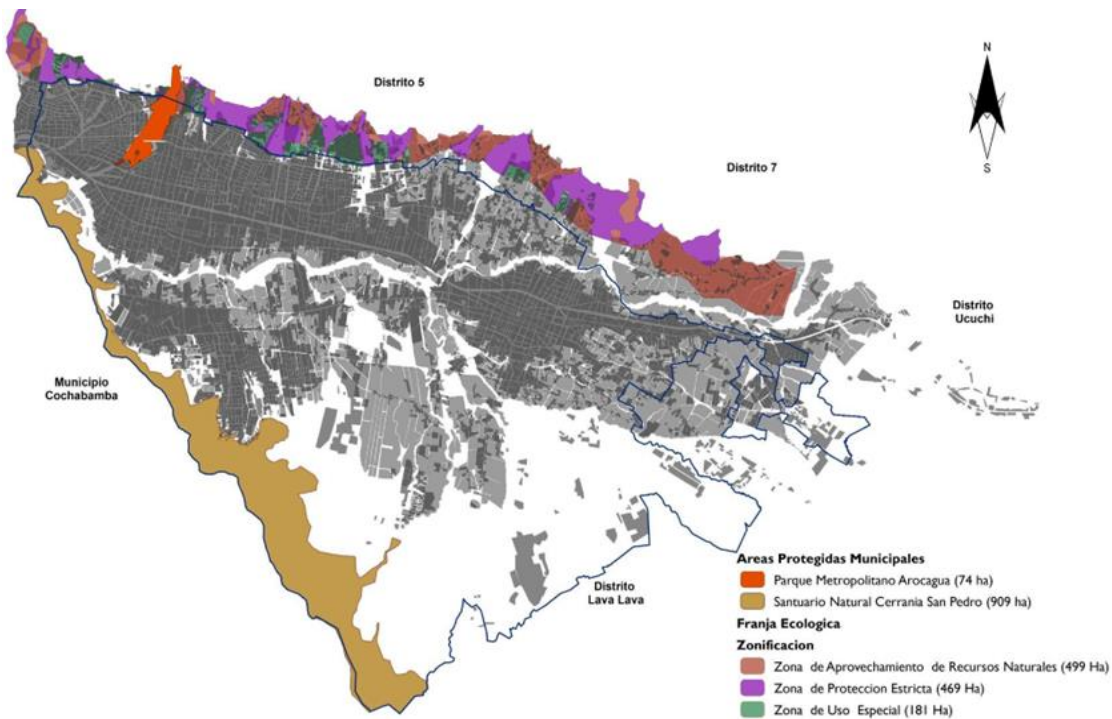 N
S
Distrito 5
Distrito 7
Distrito
Ucuchi
Municipio
Cochabamba
Distrito
Lava Lava
Areas Protegidas Municipales
Parque Metropolitano Arocagua (74 ha)
Santuario Natural Cerrania San Pedro (909 ha)
Franja Ecologica
Zonificacion
Zona de Aprovechamiento de Recursos Naturales (499 Ha)
Zona de Proteccion Estricta (469 Ha)
Zona de Uso Especial (181 Ha)